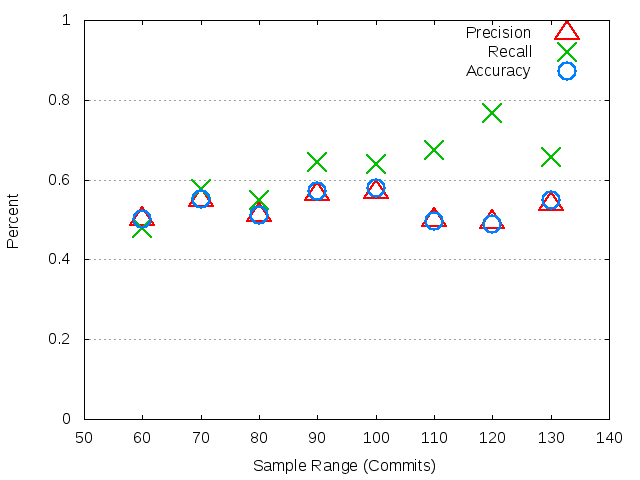 Precision
Recall
Accuracy
1
0.8
0.6
0.4
0.2
0
Percent
50 60 70 80 90 100 110 120 130 140
Sample Range (Commits)